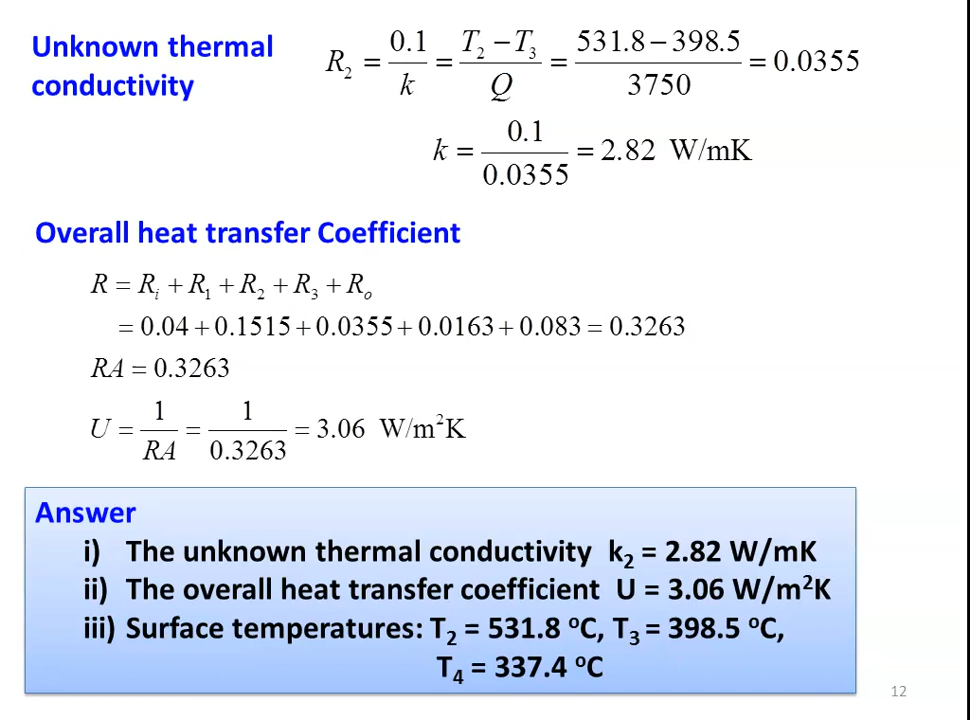 Unknown thermal conductivity
R₂ = 0.1/k = (T₂ − T₃)/Q = (531.8 − 398.5)/3750 = 0.0355
k = 0.1/0.0355 = 2.82 W/mK
Overall heat transfer Coefficient
R = Rᵢ + R₁ + R₂ + R₃ + Rₒ
= 0.04 + 0.1515 + 0.0355 + 0.0163 + 0.083 = 0.3263
RA = 0.3263
U = 1/RA = 1/0.3263 = 3.06 W/m²K
Answer
i) The unknown thermal conductivity k₂ = 2.82 W/mK
ii) The overall heat transfer coefficient U = 3.06 W/m²K
iii) Surface temperatures: T₂ = 531.8 ºC, T₃ = 398.5 ºC,
T₄ = 337.4 ºC
12